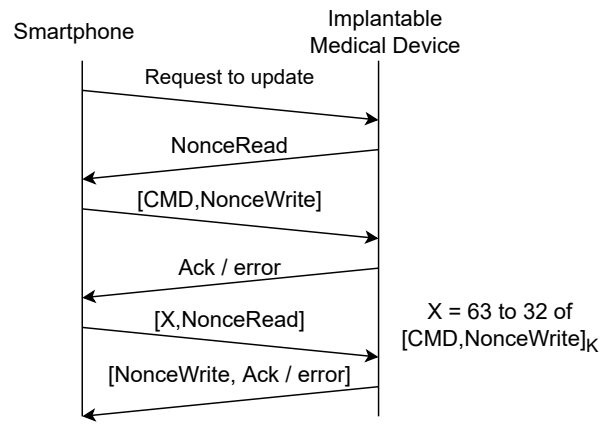 Smartphone
Implantable
Medical Device
Request to update
NonceRead
[CMD,NonceWrite]
Ack / error
[X,NonceRead]
X = 63 to 32 of
[CMD,NonceWrite]K
[NonceWrite, Ack / error]